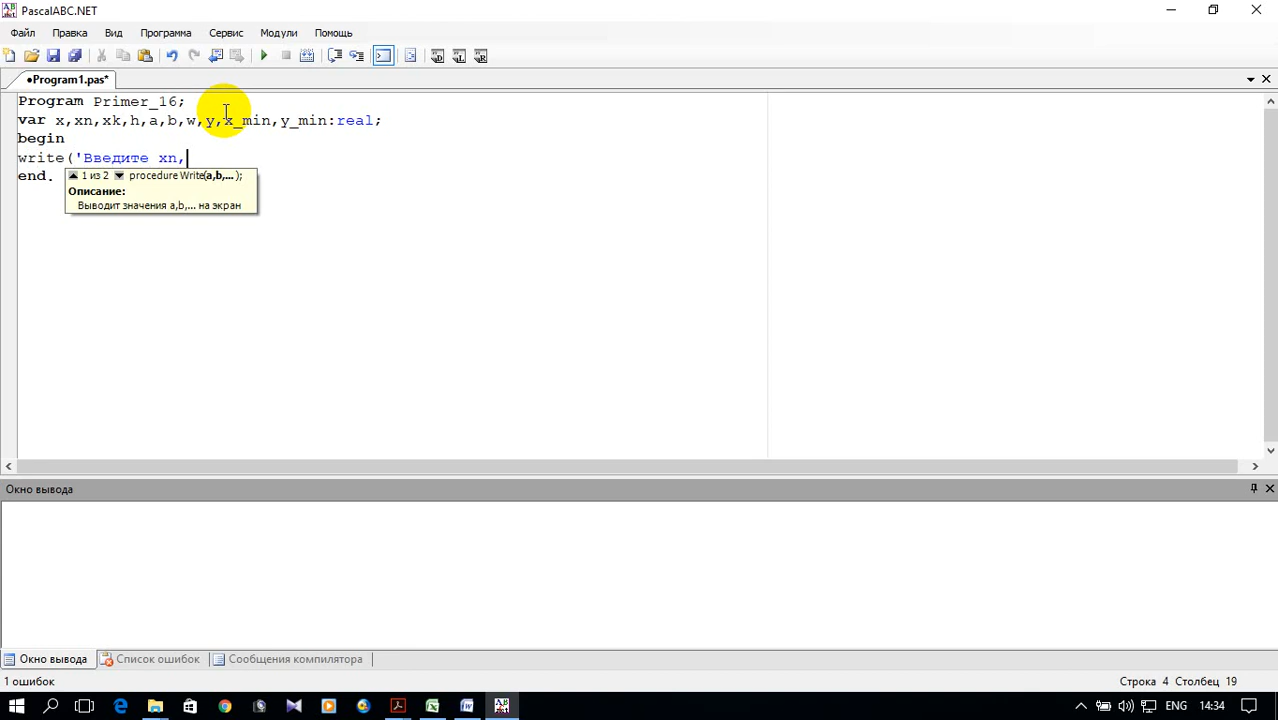 PascalABC.NET
Файл Правка Вид Программа Сервис Модули Помощь
•Program1.pas*
Program Primer_16;
var x,xn,xk,h,a,b,w,y,x_min,y_min:real;
begin
write('Введите xn,
end.
1 из 2 procedure Write(a,b,... );
Описание:
Выводит значения a,b,... на экран
Окно вывода
Окно вывода Список ошибок Сообщения компилятора
1 ошибок Строка 4 Столбец 19
ENG 14:34